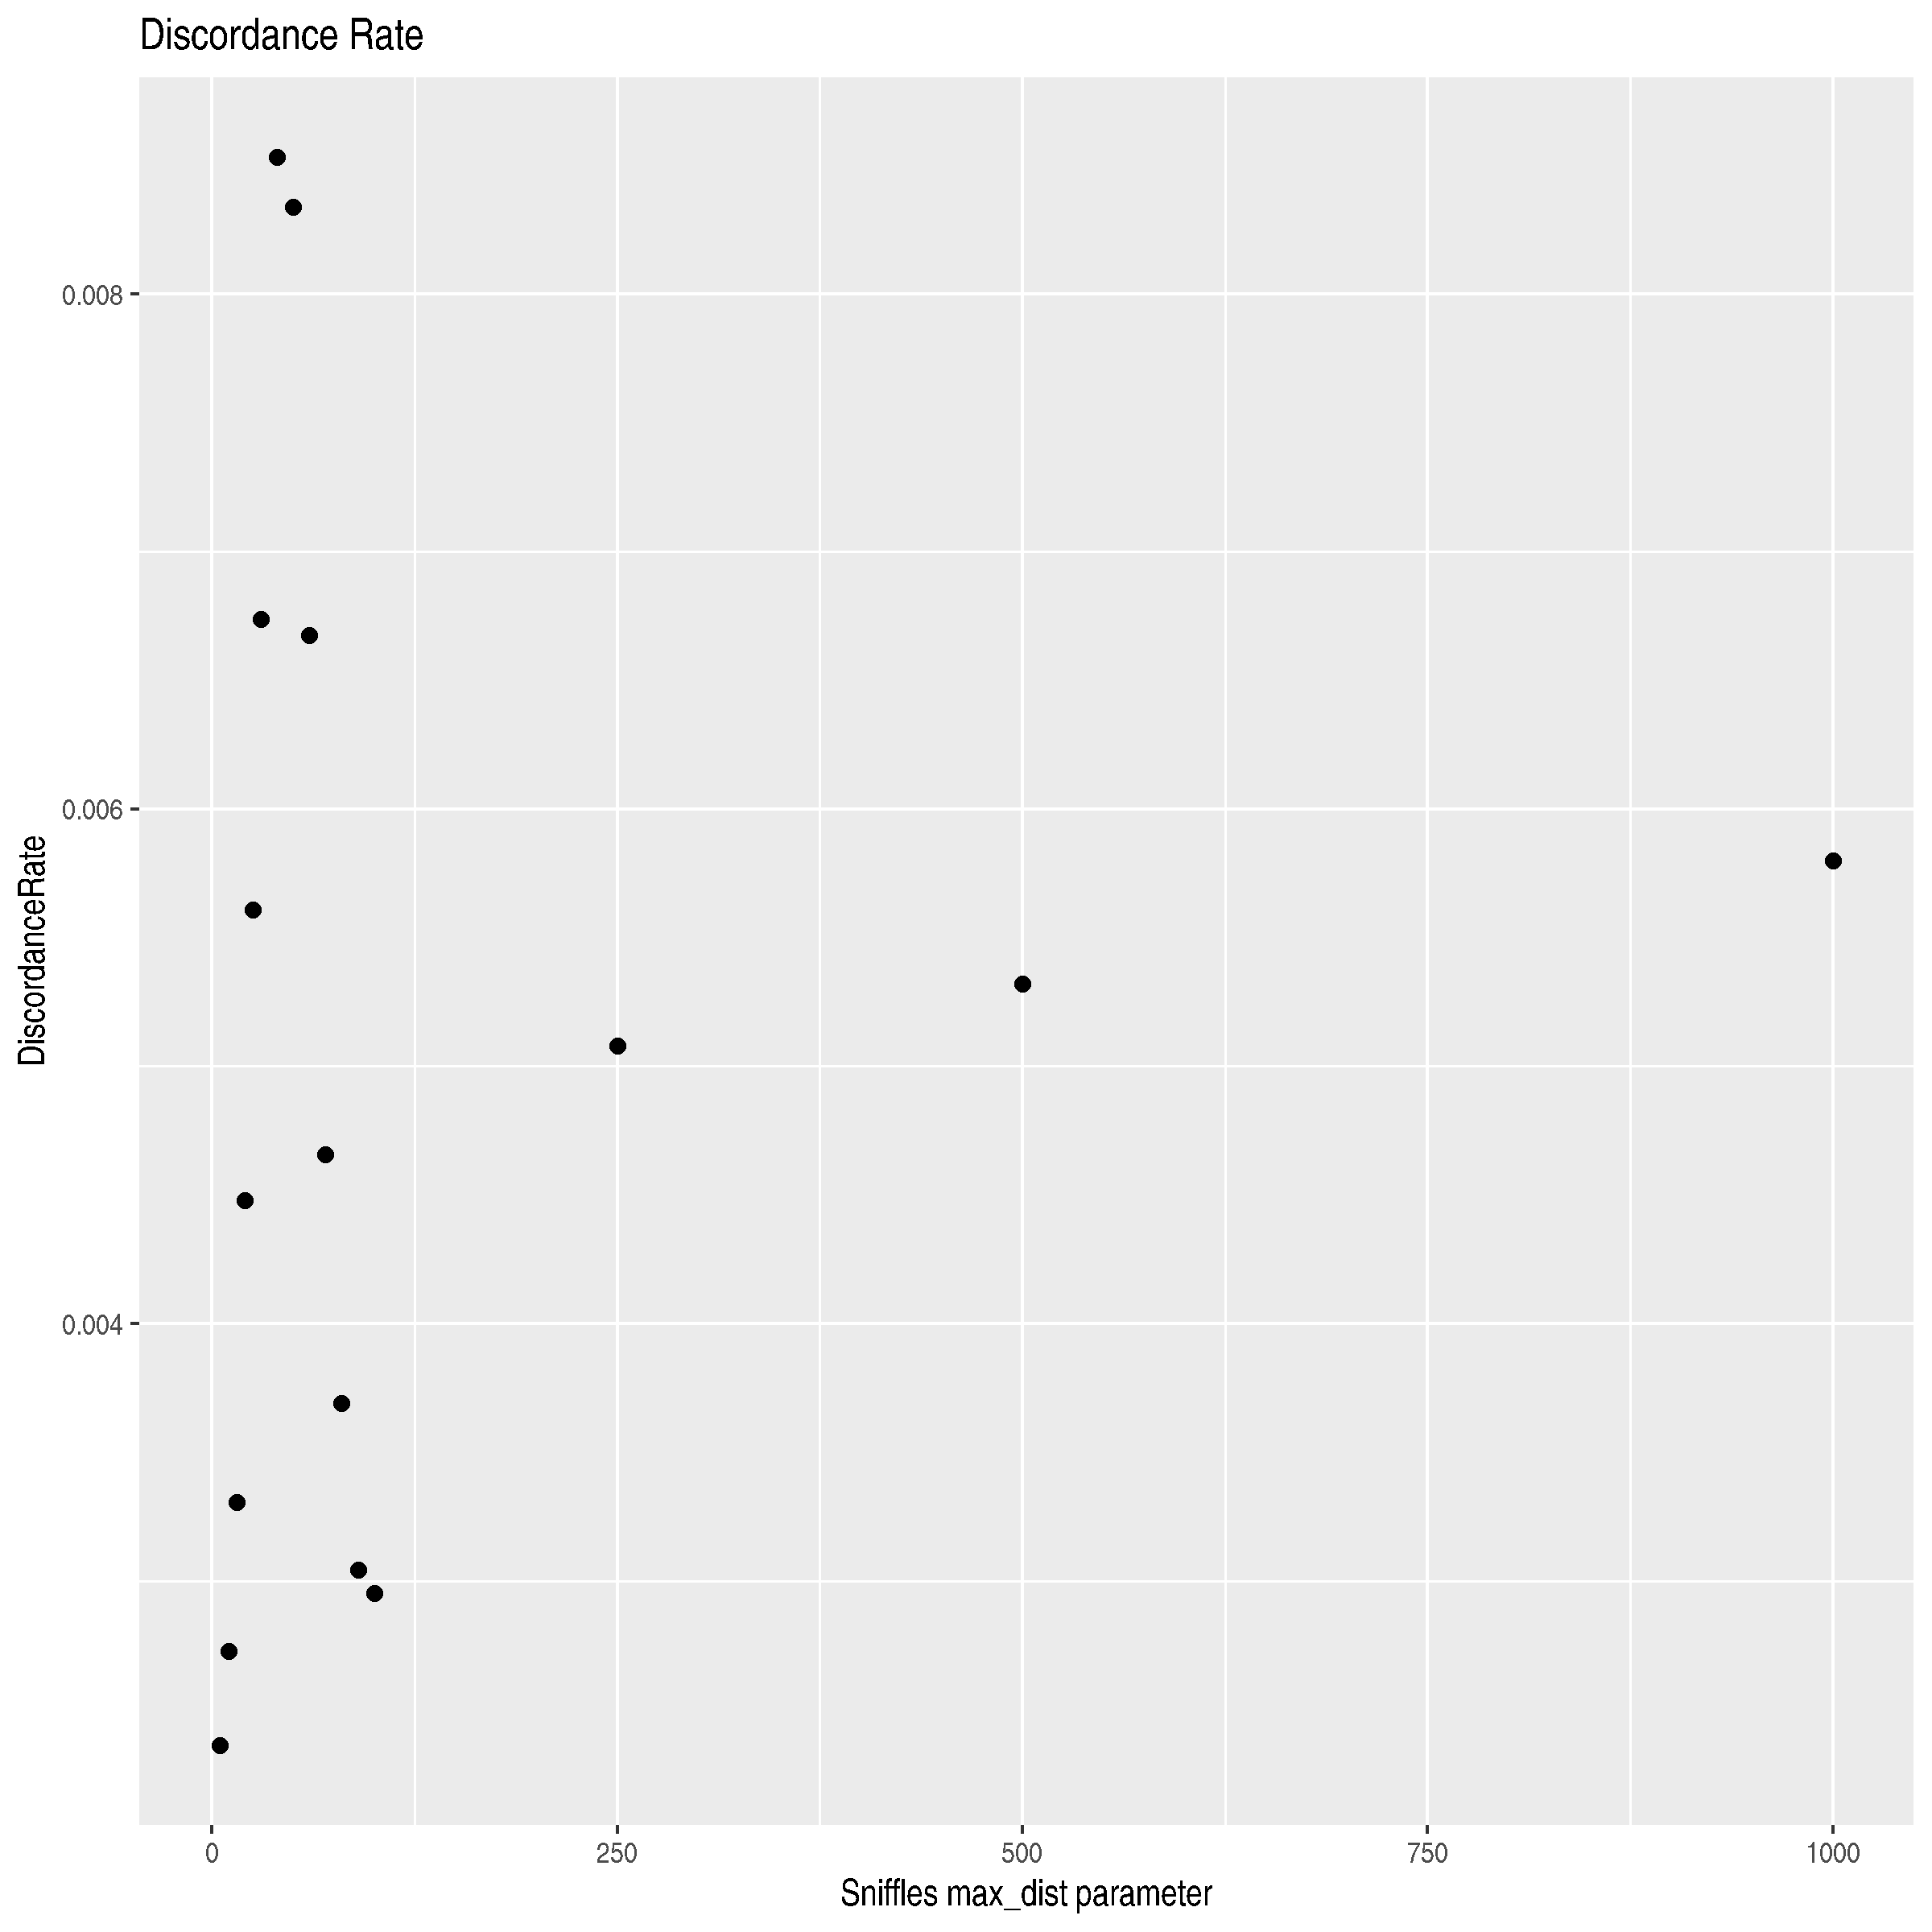 Discordance Rate
DiscordanceRate
0.008
0.006
0.004
0 250 500 750 1000
Sniffles max_dist parameter